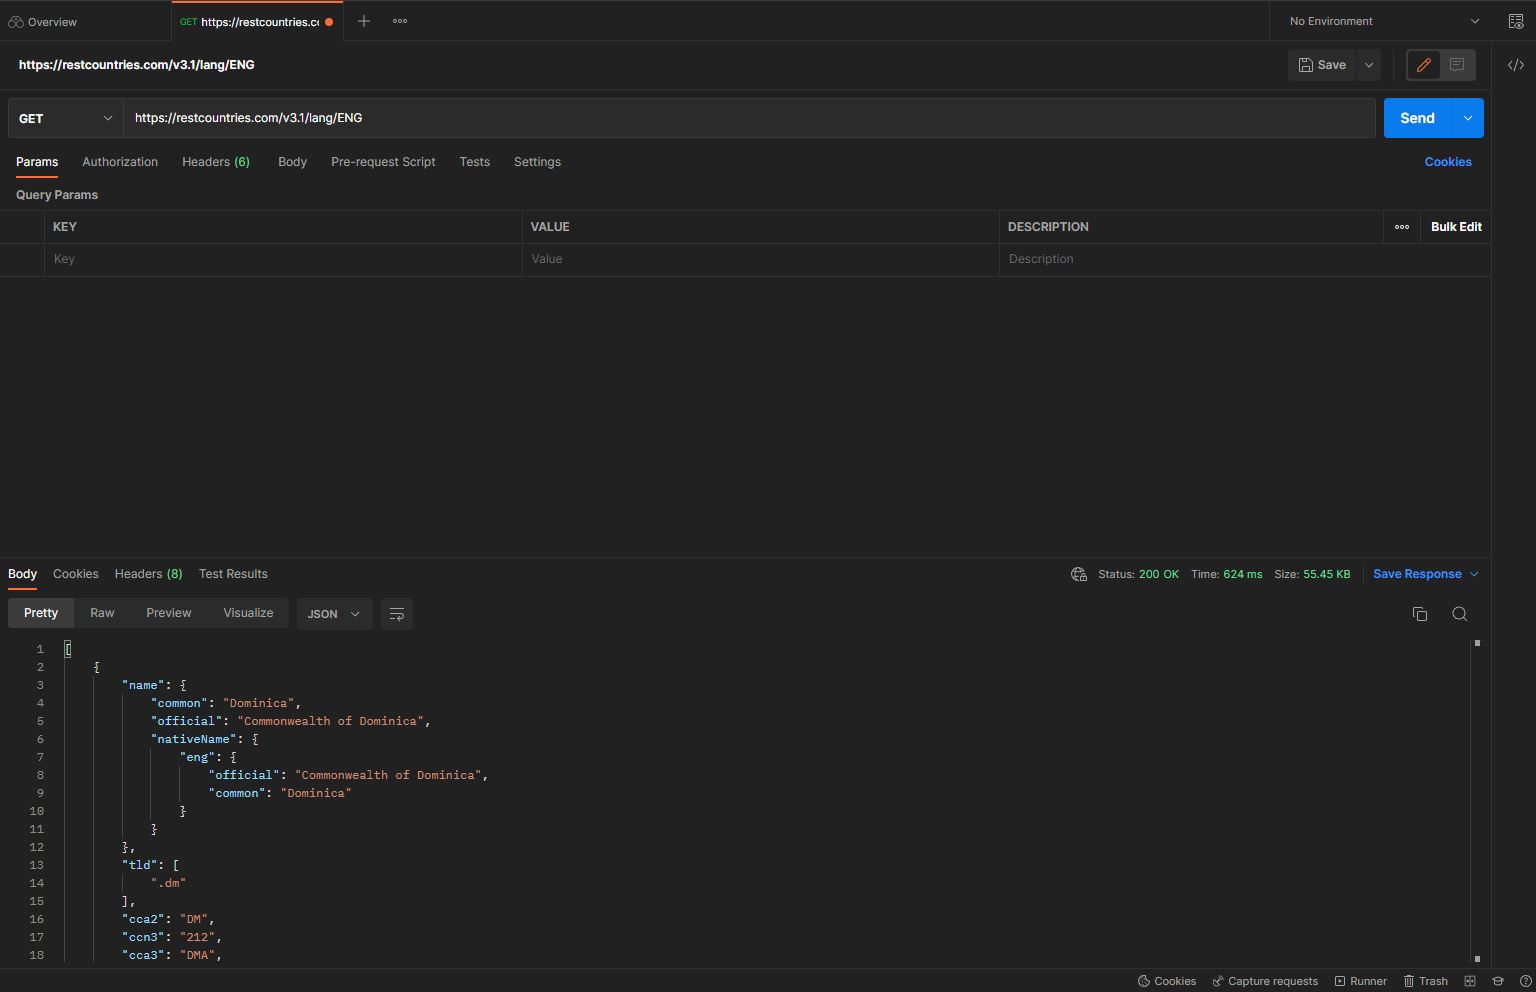 Overview
GET https://restcountries.co
No Environment
https://restcountries.com/v3.1/lang/ENG
Save
GET
https://restcountries.com/v3.1/lang/ENG
Send
Params Authorization Headers (6) Body Pre-request Script Tests Settings Cookies
Query Params
KEY VALUE DESCRIPTION Bulk Edit
Key Value Description
Body Cookies Headers (8) Test Results Status: 200 OK Time: 624 ms Size: 55.45 KB Save Response
Pretty Raw Preview Visualize JSON
1 [
2 {
3 "name": {
4 "common": "Dominica",
5 "official": "Commonwealth of Dominica",
6 "nativeName": {
7 "eng": {
8 "official": "Commonwealth of Dominica",
9 "common": "Dominica"
10 }
11 }
12 },
13 "tld": [
14 ".dm"
15 ],
16 "cca2": "DM",
17 "ccn3": "212",
18 "cca3": "DMA",
Cookies Capture requests Runner Trash